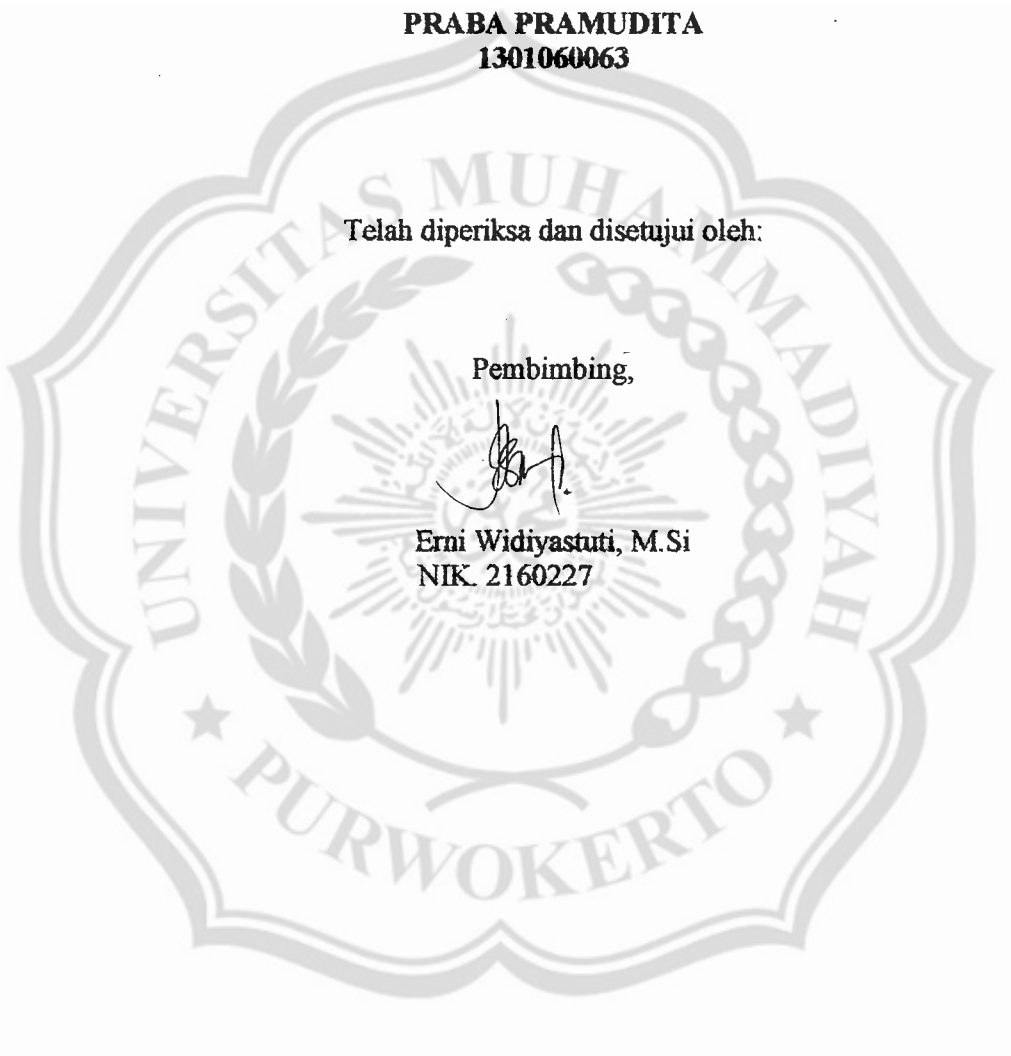 PRABA PRAMUDITA
1301060063
Telah diperiksa dan disetujui oleh:
Pembimbing,
Erni Widiyastuti, M.Si
NIK. 2160227
UNIVERSITAS MUHAMMADIYAH
PURWOKERTO